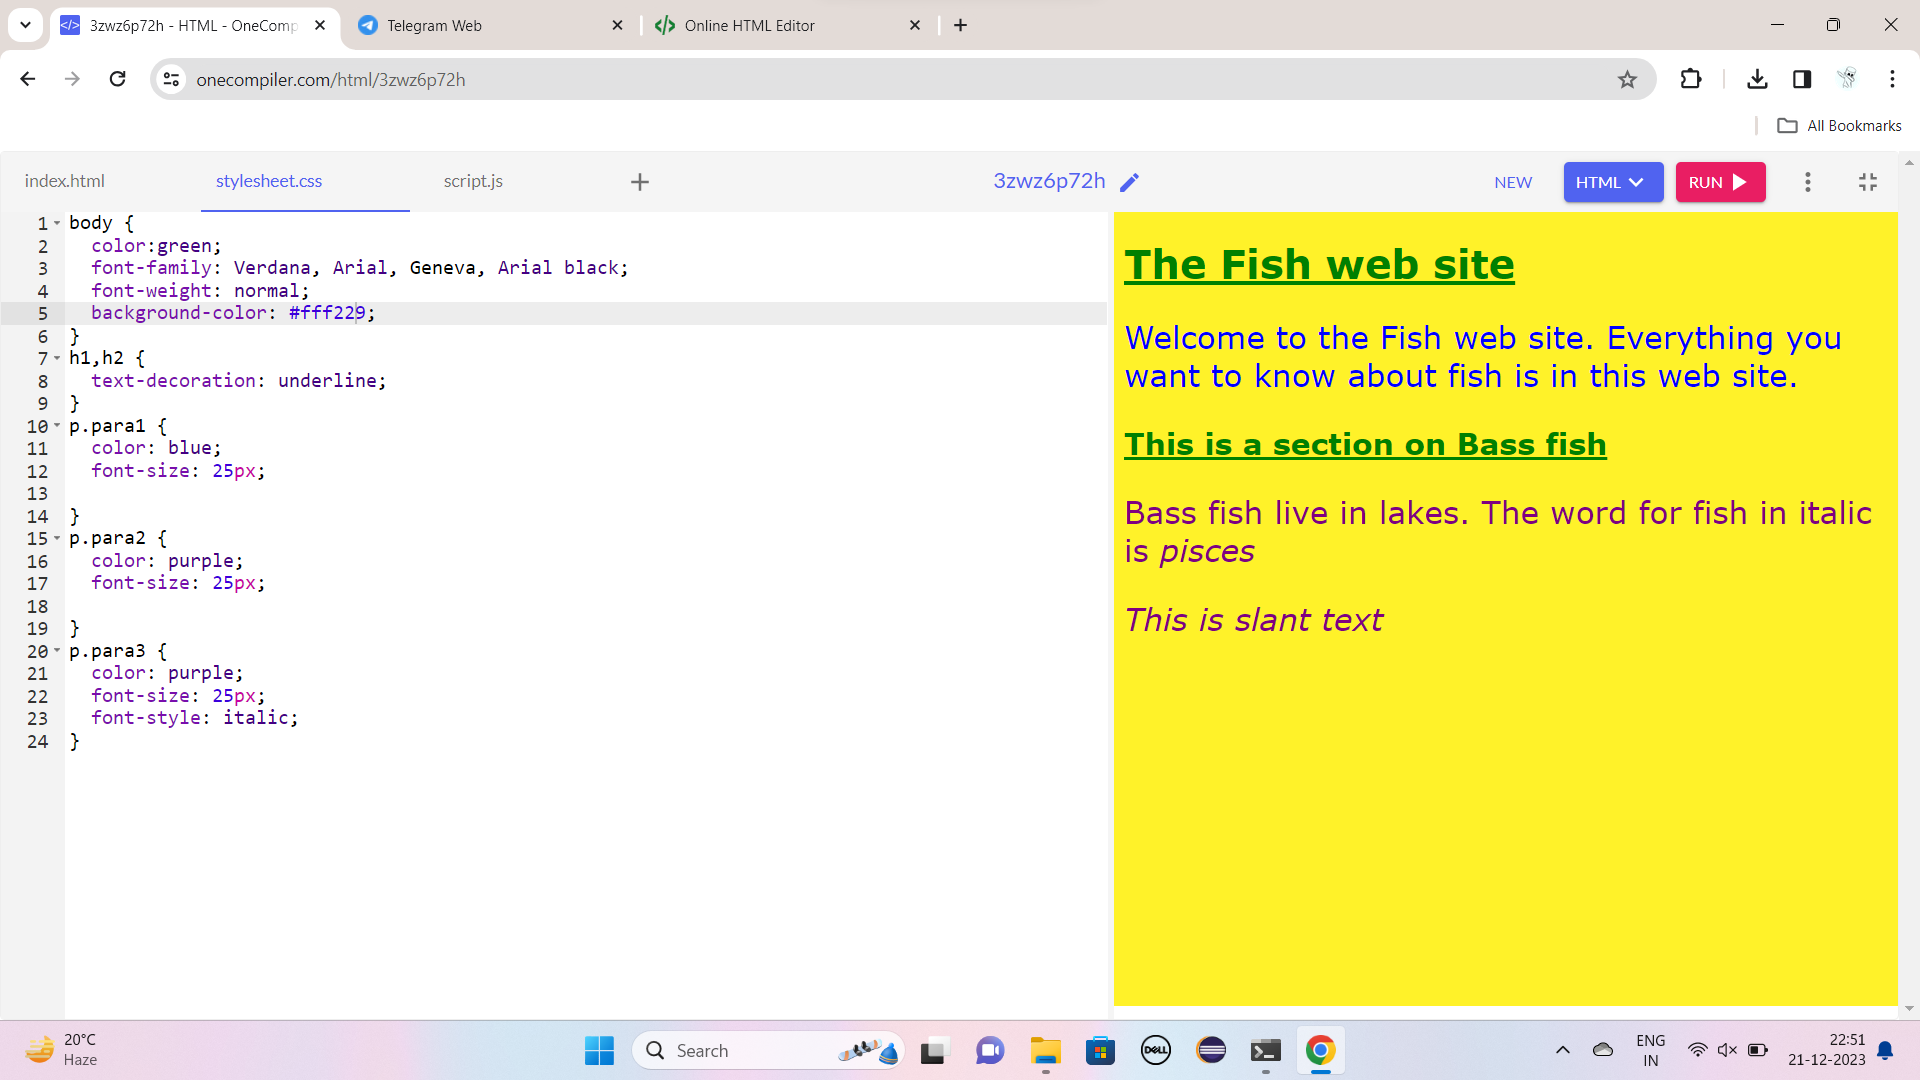 3zwz6p72h - HTML - OneComp
Telegram Web
Online HTML Editor
onecompiler.com/html/3zwz6p72h
All Bookmarks
index.html
stylesheet.css
script.js
3zwz6p72h
NEW
HTML
RUN
1 body {
2 color:green;
3 font-family: Verdana, Arial, Geneva, Arial black;
4 font-weight: normal;
5 background-color: #fff229;
6 }
7 h1,h2 {
8 text-decoration: underline;
9 }
10 p.para1 {
11 color: blue;
12 font-size: 25px;
13
14 }
15 p.para2 {
16 color: purple;
17 font-size: 25px;
18
19 }
20 p.para3 {
21 color: purple;
22 font-size: 25px;
23 font-style: italic;
24 }
The Fish web site
Welcome to the Fish web site. Everything you
want to know about fish is in this web site.
This is a section on Bass fish
Bass fish live in lakes. The word for fish in italic
is pisces
This is slant text
20°C
Haze
Search
DELL
ENG
IN
22:51
21-12-2023